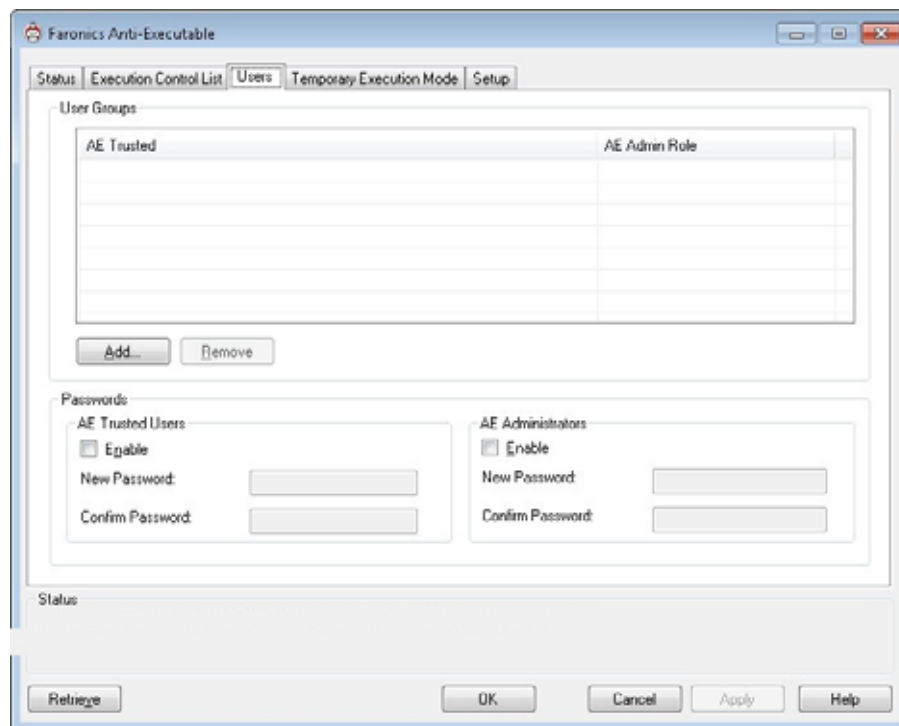 Faronics Anti-Executable
Status Execution Control List Users Temporary Execution Mode Setup
User Groups
AE Trusted AE Admin Role
Add... Remove
Passwords
AE Trusted Users AE Administrators
Enable Enable
New Password: New Password:
Confirm Password: Confirm Password:
Status
Retrieve OK Cancel Apply Help